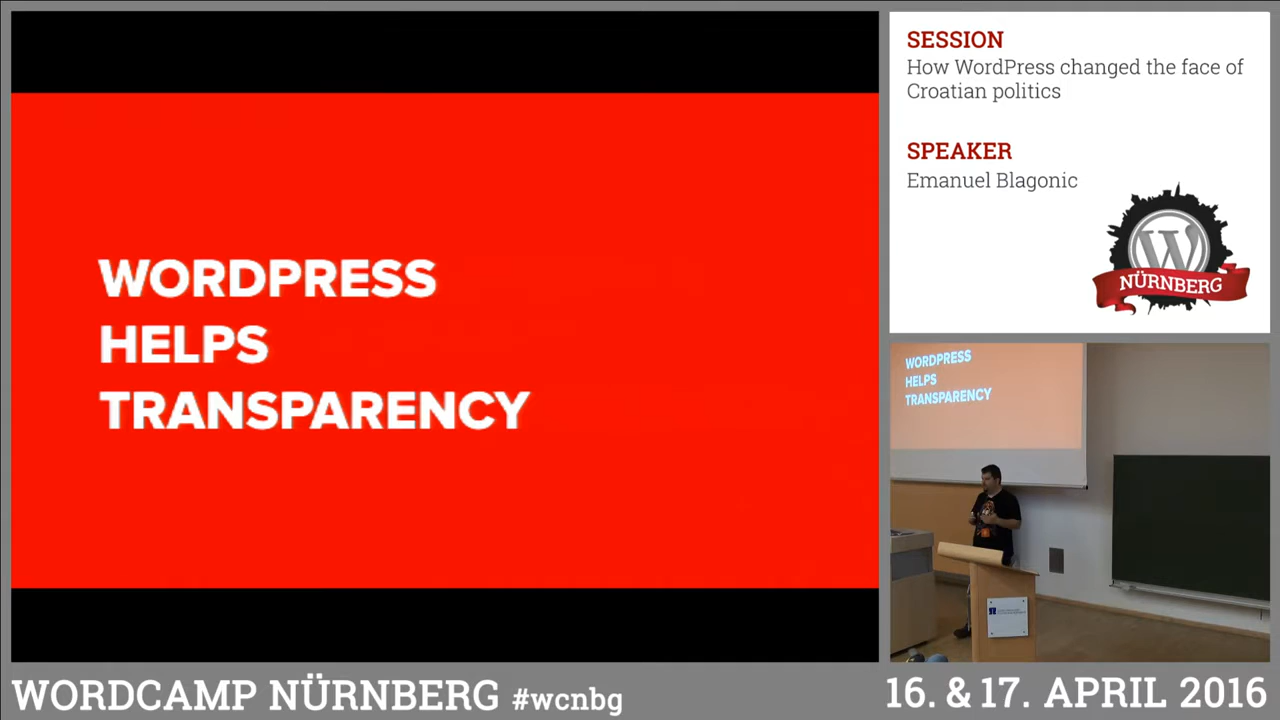 WORDPRESS
HELPS
TRANSPARENCY
SESSION
How WordPress changed the face of
Croatian politics
SPEAKER
Emanuel Blagonic
W
NÜRNBERG
WORDPRESS
HELPS
TRANSPARENCY
WORDCAMP NÜRNBERG #wcnbg
16. & 17. APRIL 2016